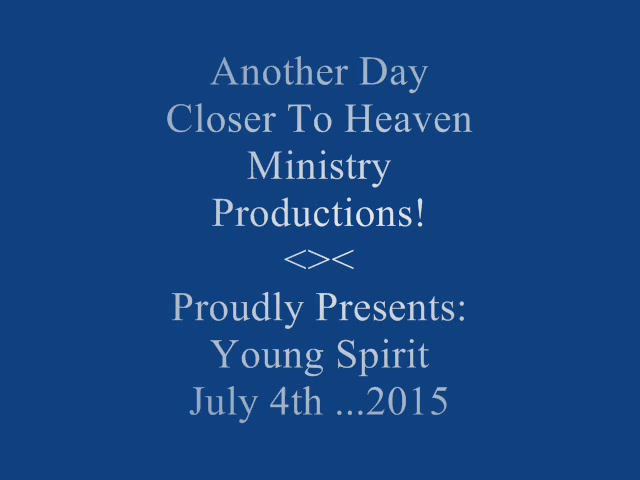 Another Day
Closer To Heaven
Ministry
Productions!
<><
Proudly Presents:
Young Spirit
July 4th ...2015